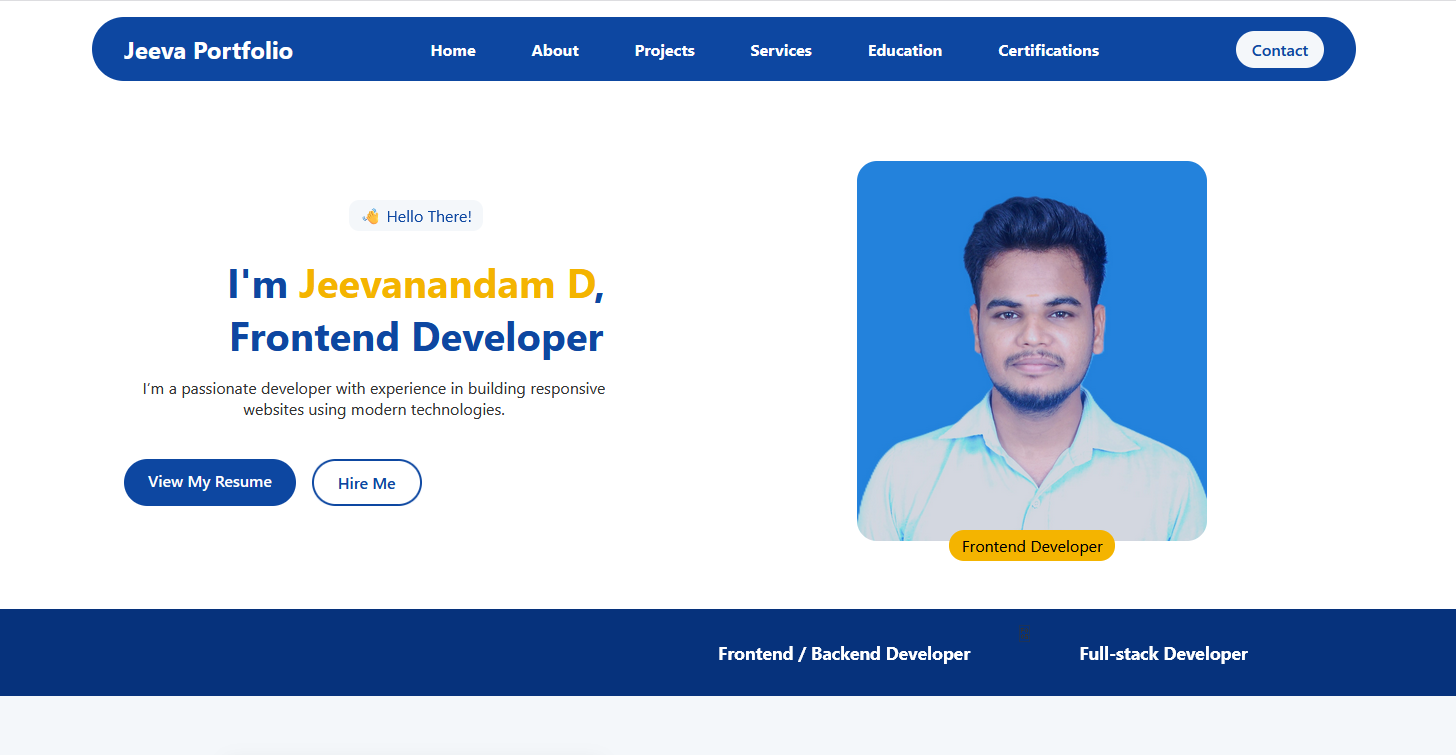 Jeeva Portfolio Home About Projects Services Education Certifications Contact
👋 Hello There!
I'm Jeevanandam D,
Frontend Developer
I’m a passionate developer with experience in building responsive
websites using modern technologies.
View My Resume Hire Me
Frontend Developer
Frontend / Backend Developer Full-stack Developer